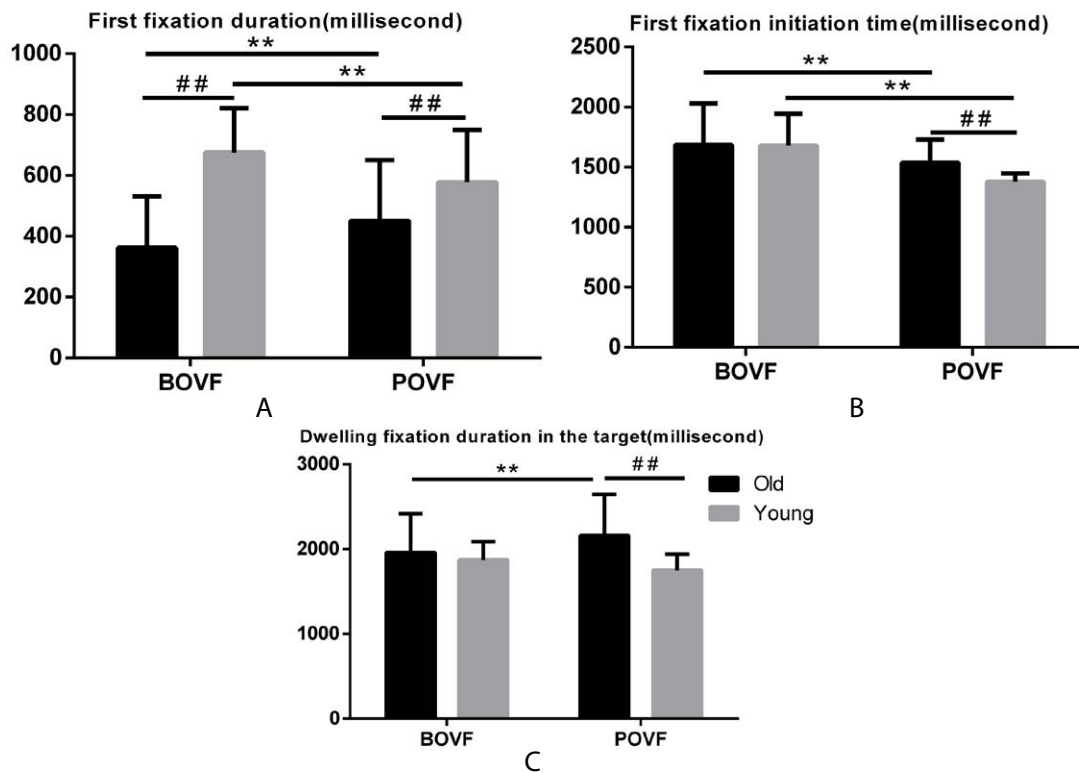 First fixation duration(millisecond)
1000
800
600
400
200
0
**
**
##
##
BOVF
POVF
A
First fixation initiation time(millisecond)
2500
2000
1500
1000
500
0
**
**
##
BOVF
POVF
B
Dwelling fixation duration in the target(millisecond)
3000
2000
1000
0
**
##
Old
Young
BOVF
POVF
C